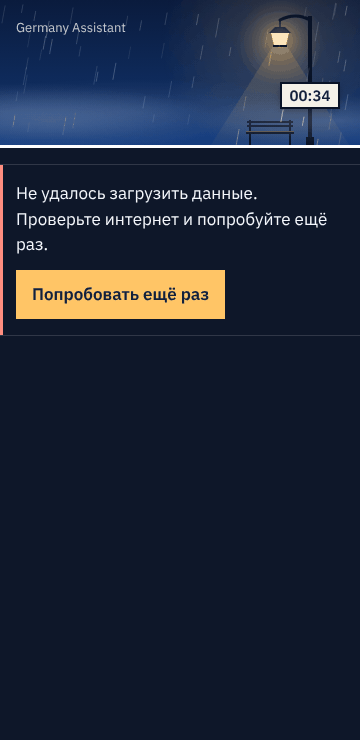 Germany Assistant
00:34
Не удалось загрузить данные.
Проверьте интернет и попробуйте ещё
раз.
Попробовать ещё раз